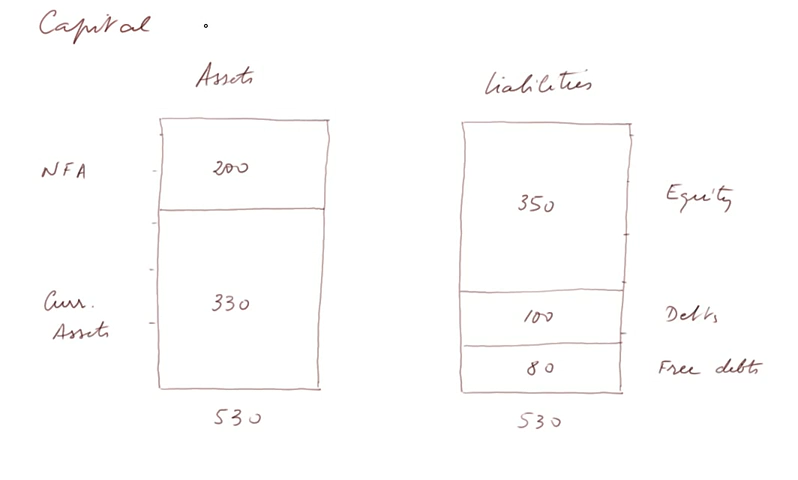 Capital
Assets
Liabilities
NFA
200
350
Equity
Curr.
Assets
330
100
Debts
80
Free debts
530
530